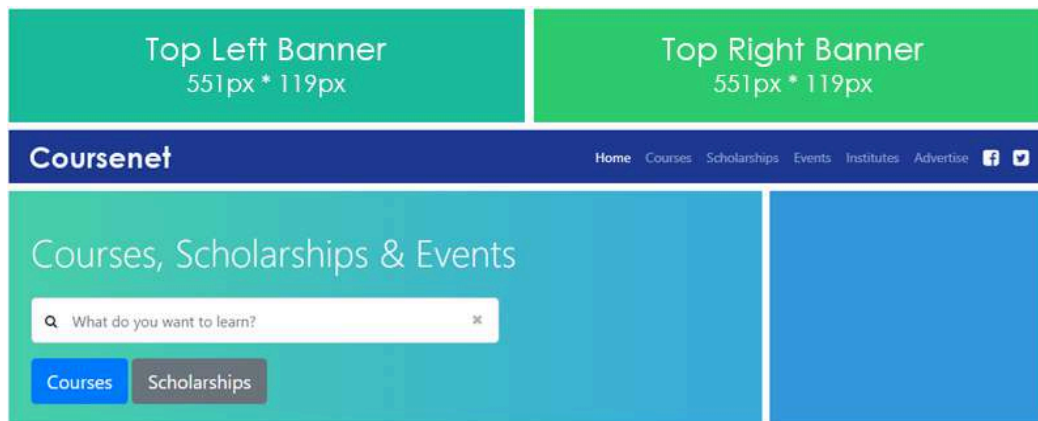 Top Left Banner
551px * 119px
Top Right Banner
551px * 119px
Coursenet
Home Courses Scholarships Events Institutes Advertise
Courses, Scholarships & Events
What do you want to learn?
Courses Scholarships